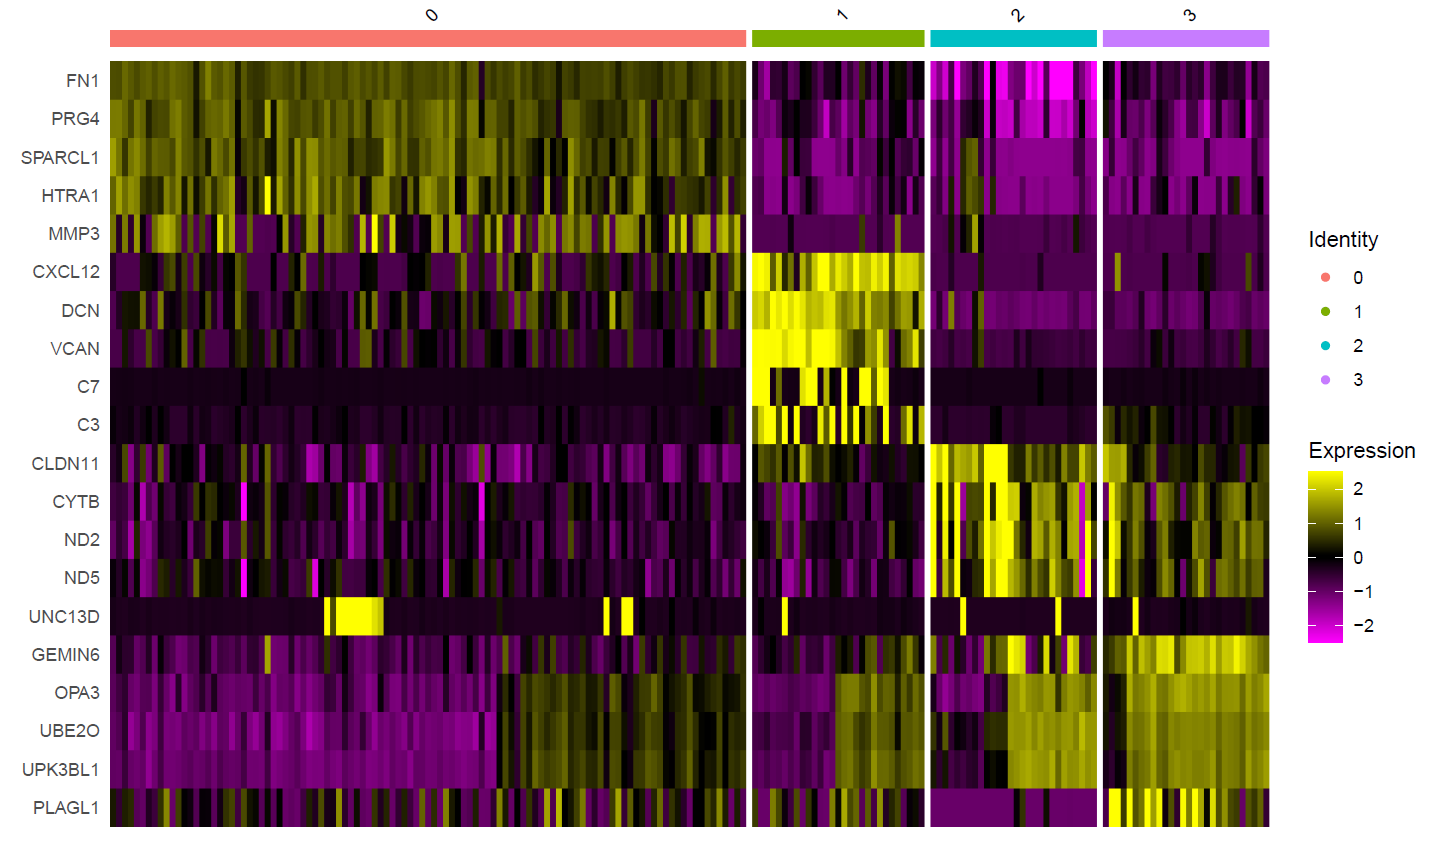 0 1 2 3
FN1
PRG4
SPARCL1
HTRA1
MMP3
CXCL12
DCN
VCAN
C7
C3
CLDN11
CYTB
ND2
ND5
UNC13D
GEMIN6
OPA3
UBE2O
UPK3BL1
PLAGL1
Identity
0
1
2
3
Expression
2
1
0
−1
−2